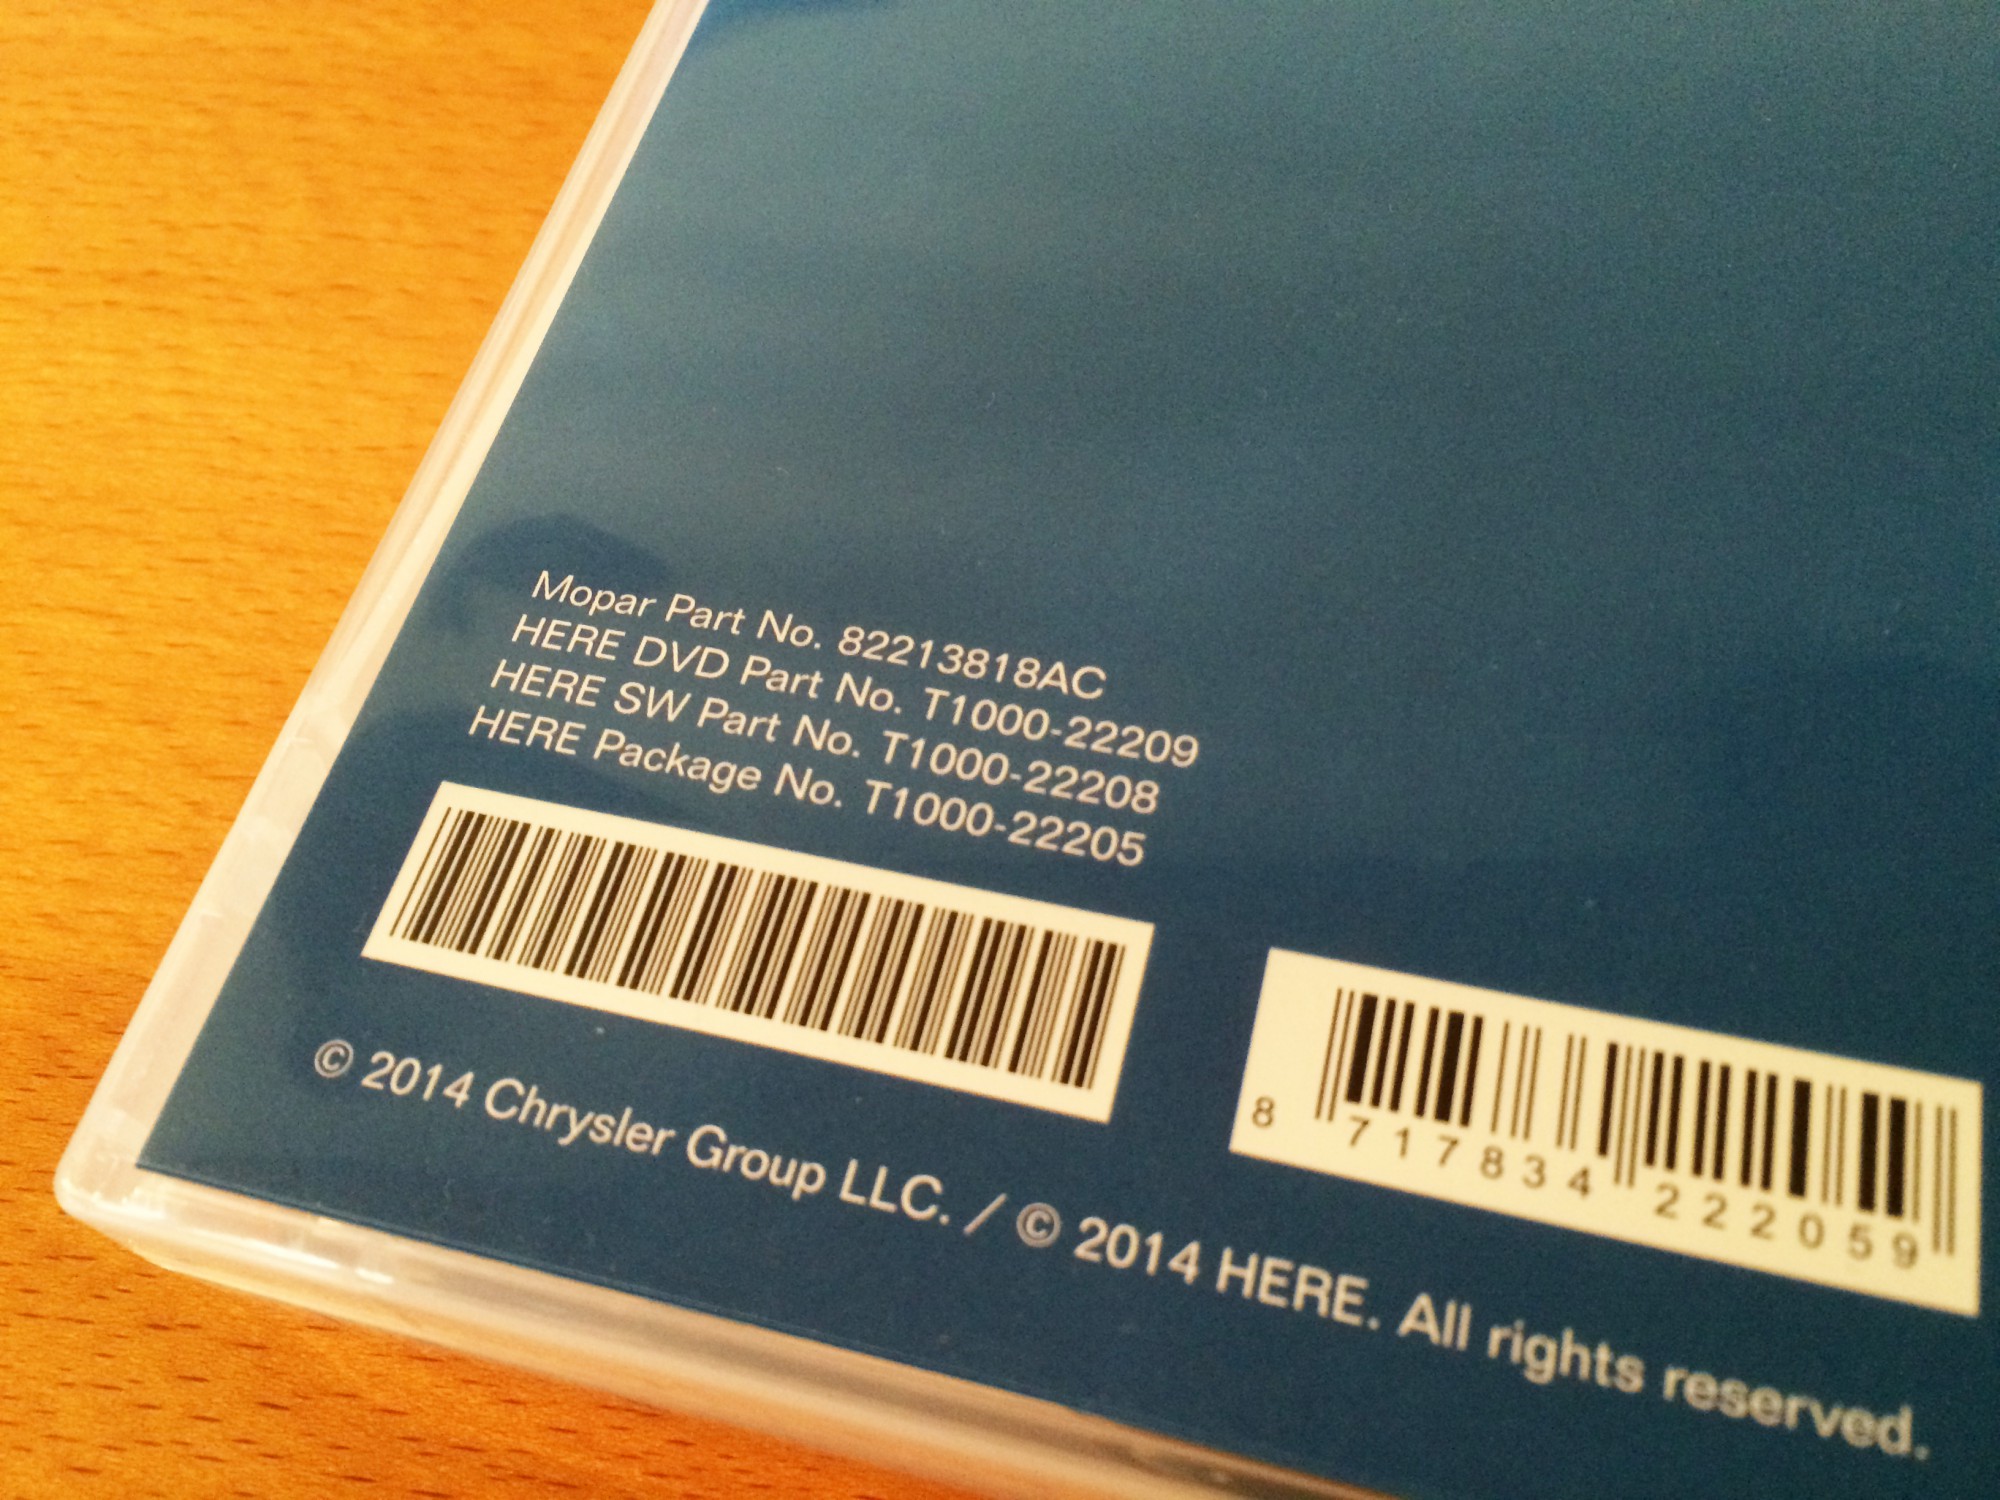 Mopar Part No. 82213818AC
HERE DVD Part No. T1000-22209
HERE SW Part No. T1000-22208
HERE Package No. T1000-22205
8 717834 222059
© 2014 Chrysler Group LLC. / © 2014 HERE. All rights reserved.